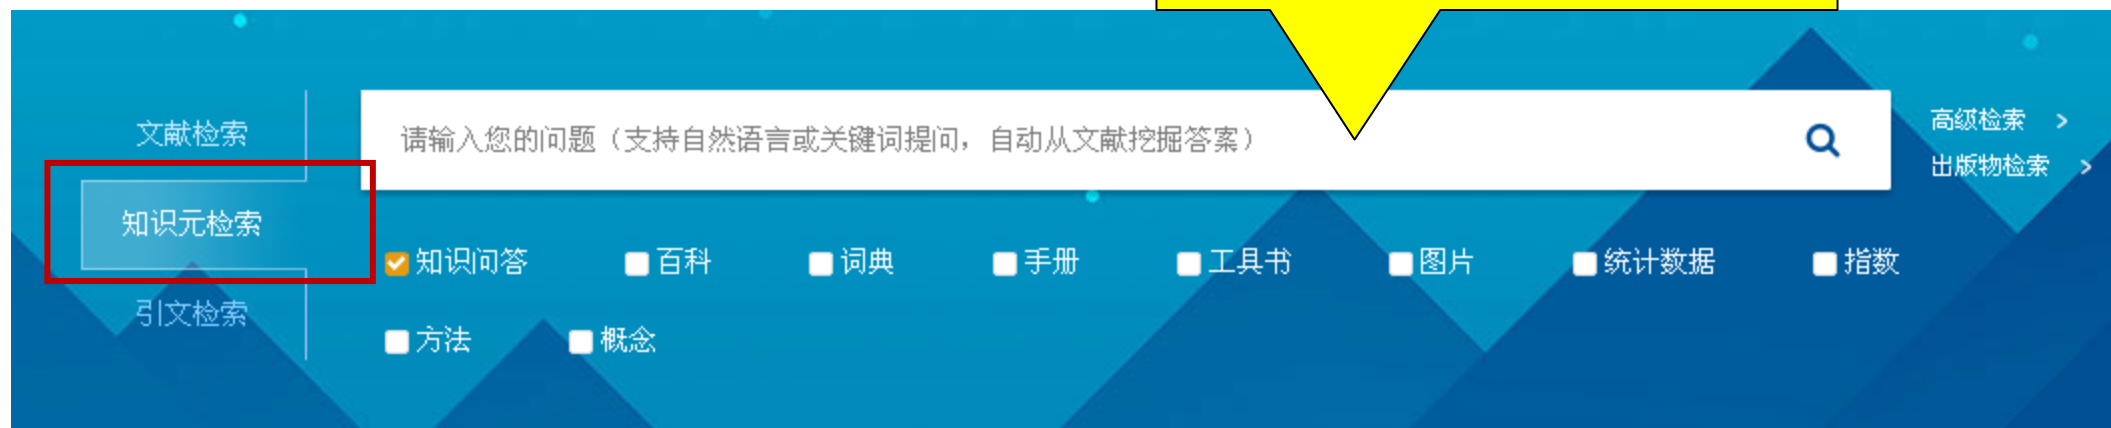 文献检索
知识元检索
引文检索
请输入您的问题（支持自然语言或关键词提问，自动从文献挖掘答案）
高级检索 >
出版物检索 >
知识问答 百科 词典 手册 工具书 图片 统计数据 指数
方法 概念